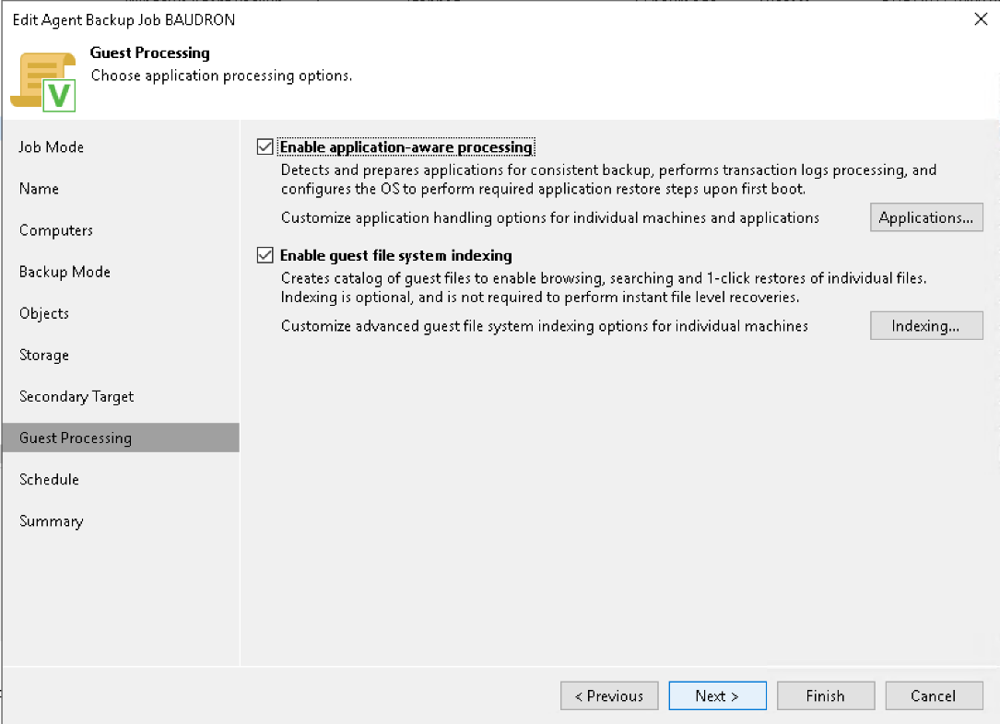 Edit Agent Backup Job BAUDRON
Guest Processing
Choose application processing options.
Job Mode
Name
Computers
Backup Mode
Objects
Storage
Secondary Target
Guest Processing
Schedule
Summary
Enable application-aware processing
Detects and prepares applications for consistent backup, performs transaction logs processing, and
configures the OS to perform required application restore steps upon first boot.
Customize application handling options for individual machines and applications
Applications...
Enable guest file system indexing
Creates catalog of guest files to enable browsing, searching and 1-click restores of individual files.
Indexing is optional, and is not required to perform instant file level recoveries.
Customize advanced guest file system indexing options for individual machines
Indexing...
< Previous
Next >
Finish
Cancel